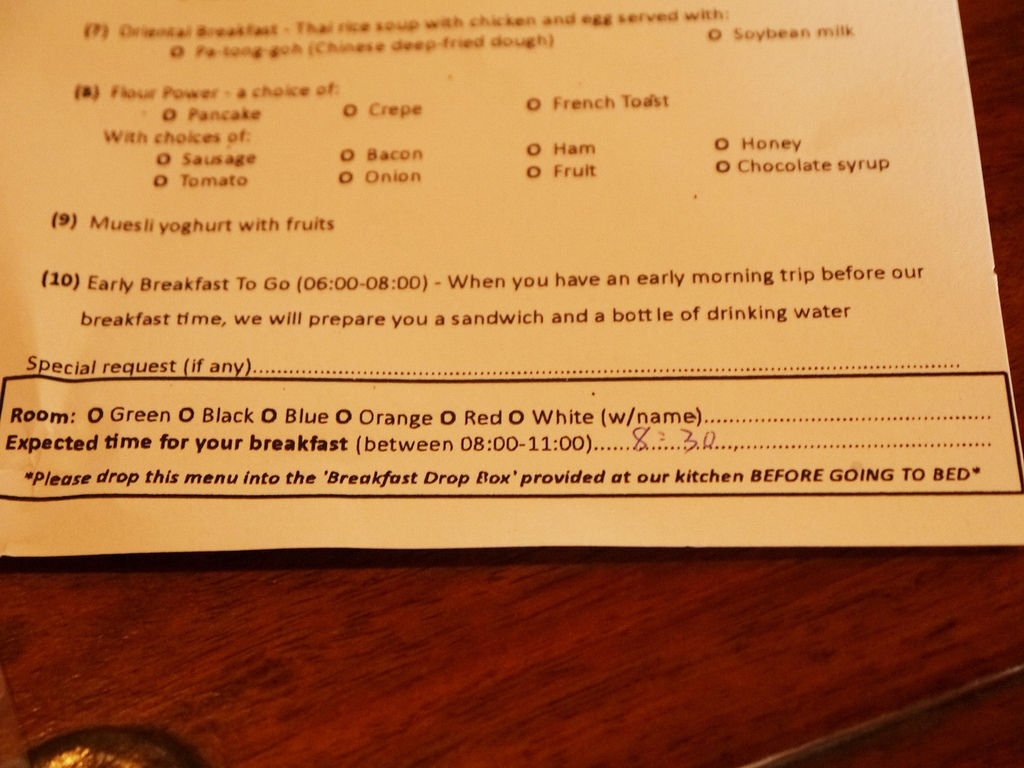 (7) Oriental Breakfast - Thai rice soup with chicken and egg served with:
O Pa-tong-goh (Chinese deep-fried dough) O Soybean milk
(8) Flour Power - a choice of:
O Pancake O Crepe O French Toast
With choices of:
O Sausage O Bacon O Ham O Honey
O Tomato O Onion O Fruit O Chocolate syrup
(9) Muesli yoghurt with fruits
(10) Early Breakfast To Go (06:00-08:00) - When you have an early morning trip before our
breakfast time, we will prepare you a sandwich and a bottle of drinking water
Special request (if any)..........
Room: O Green O Black O Blue O Orange O Red O White (w/name)..........
Expected time for your breakfast (between 08:00-11:00)......8:30..........
*Please drop this menu into the 'Breakfast Drop Box' provided at our kitchen BEFORE GOING TO BED*